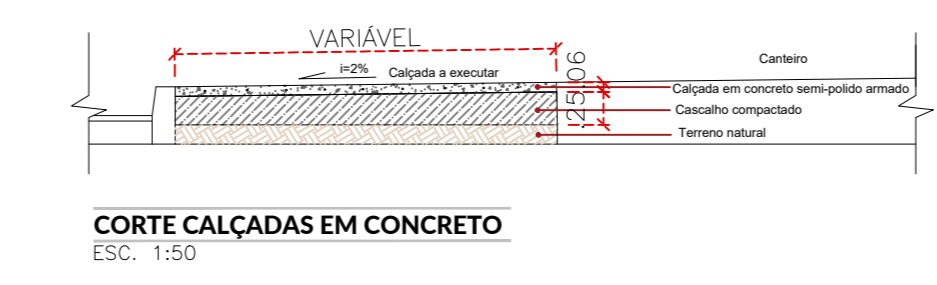 VARIÁVEL
i=2%
Calçada a executar
Canteiro
.06
Calçada em concreto semi-polido armado
.25
Cascalho compactado
Terreno natural
CORTE CALÇADAS EM CONCRETO
ESC. 1:50